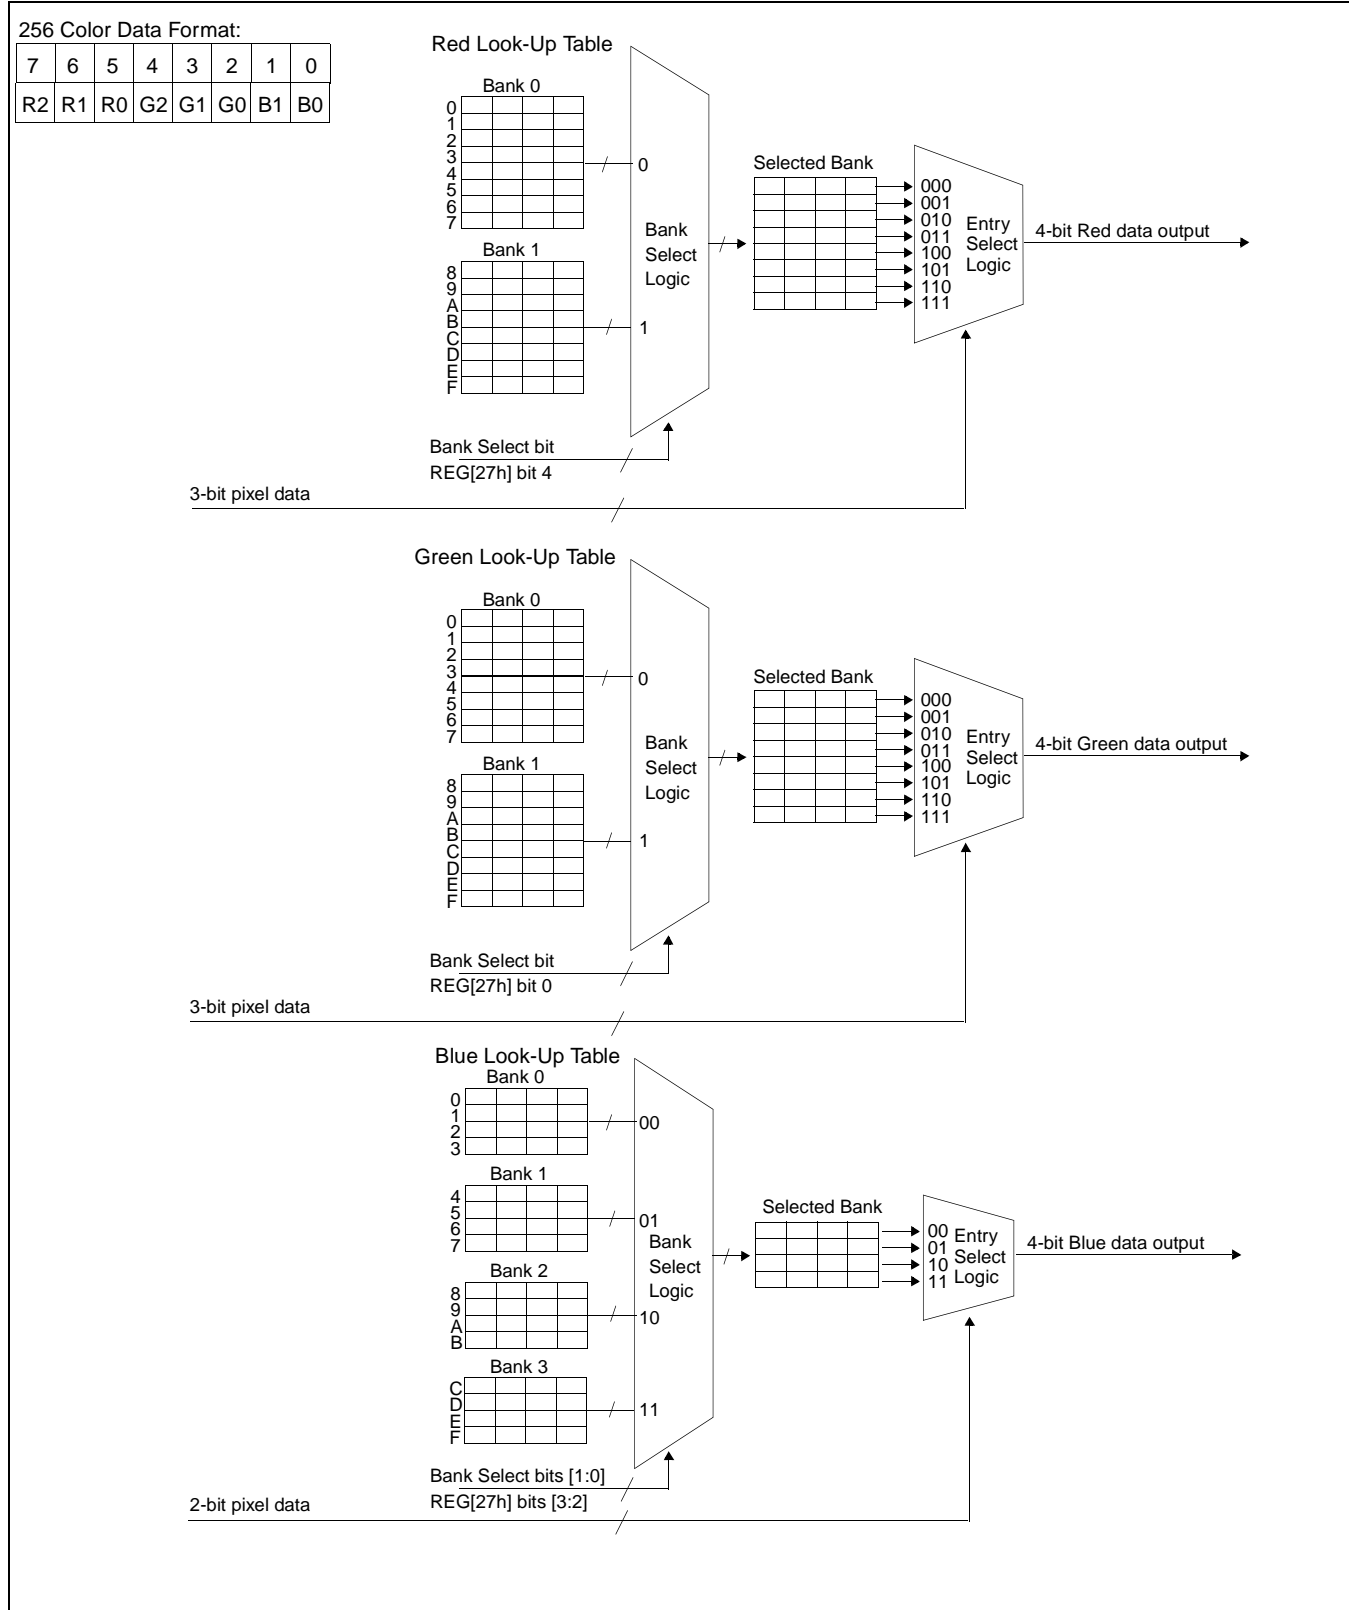 256 Color Data Format:
7 6 5 4 3 2 1 0
R2 R1 R0 G2 G1 G0 B1 B0
Red Look-Up Table
Bank 0
0
1
2
3
4
5
6
7
Bank 1
8
9
A
B
C
D
E
F
0
1
Bank
Select
Logic
Selected Bank
000
001
010
011
100
101
110
111
Entry
Select
Logic
4-bit Red data output
Bank Select bit
REG[27h] bit 4
3-bit pixel data
Green Look-Up Table
Bank 0
0
1
2
3
4
5
6
7
Bank 1
8
9
A
B
C
D
E
F
0
1
Bank
Select
Logic
Selected Bank
000
001
010
011
100
101
110
111
Entry
Select
Logic
4-bit Green data output
Bank Select bit
REG[27h] bit 0
3-bit pixel data
Blue Look-Up Table
Bank 0
0
1
2
3
Bank 1
4
5
6
7
Bank 2
8
9
A
B
Bank 3
C
D
E
F
00
01
10
11
Bank
Select
Logic
Selected Bank
00
01
10
11
Entry
Select
Logic
4-bit Blue data output
Bank Select bits [1:0]
REG[27h] bits [3:2]
2-bit pixel data